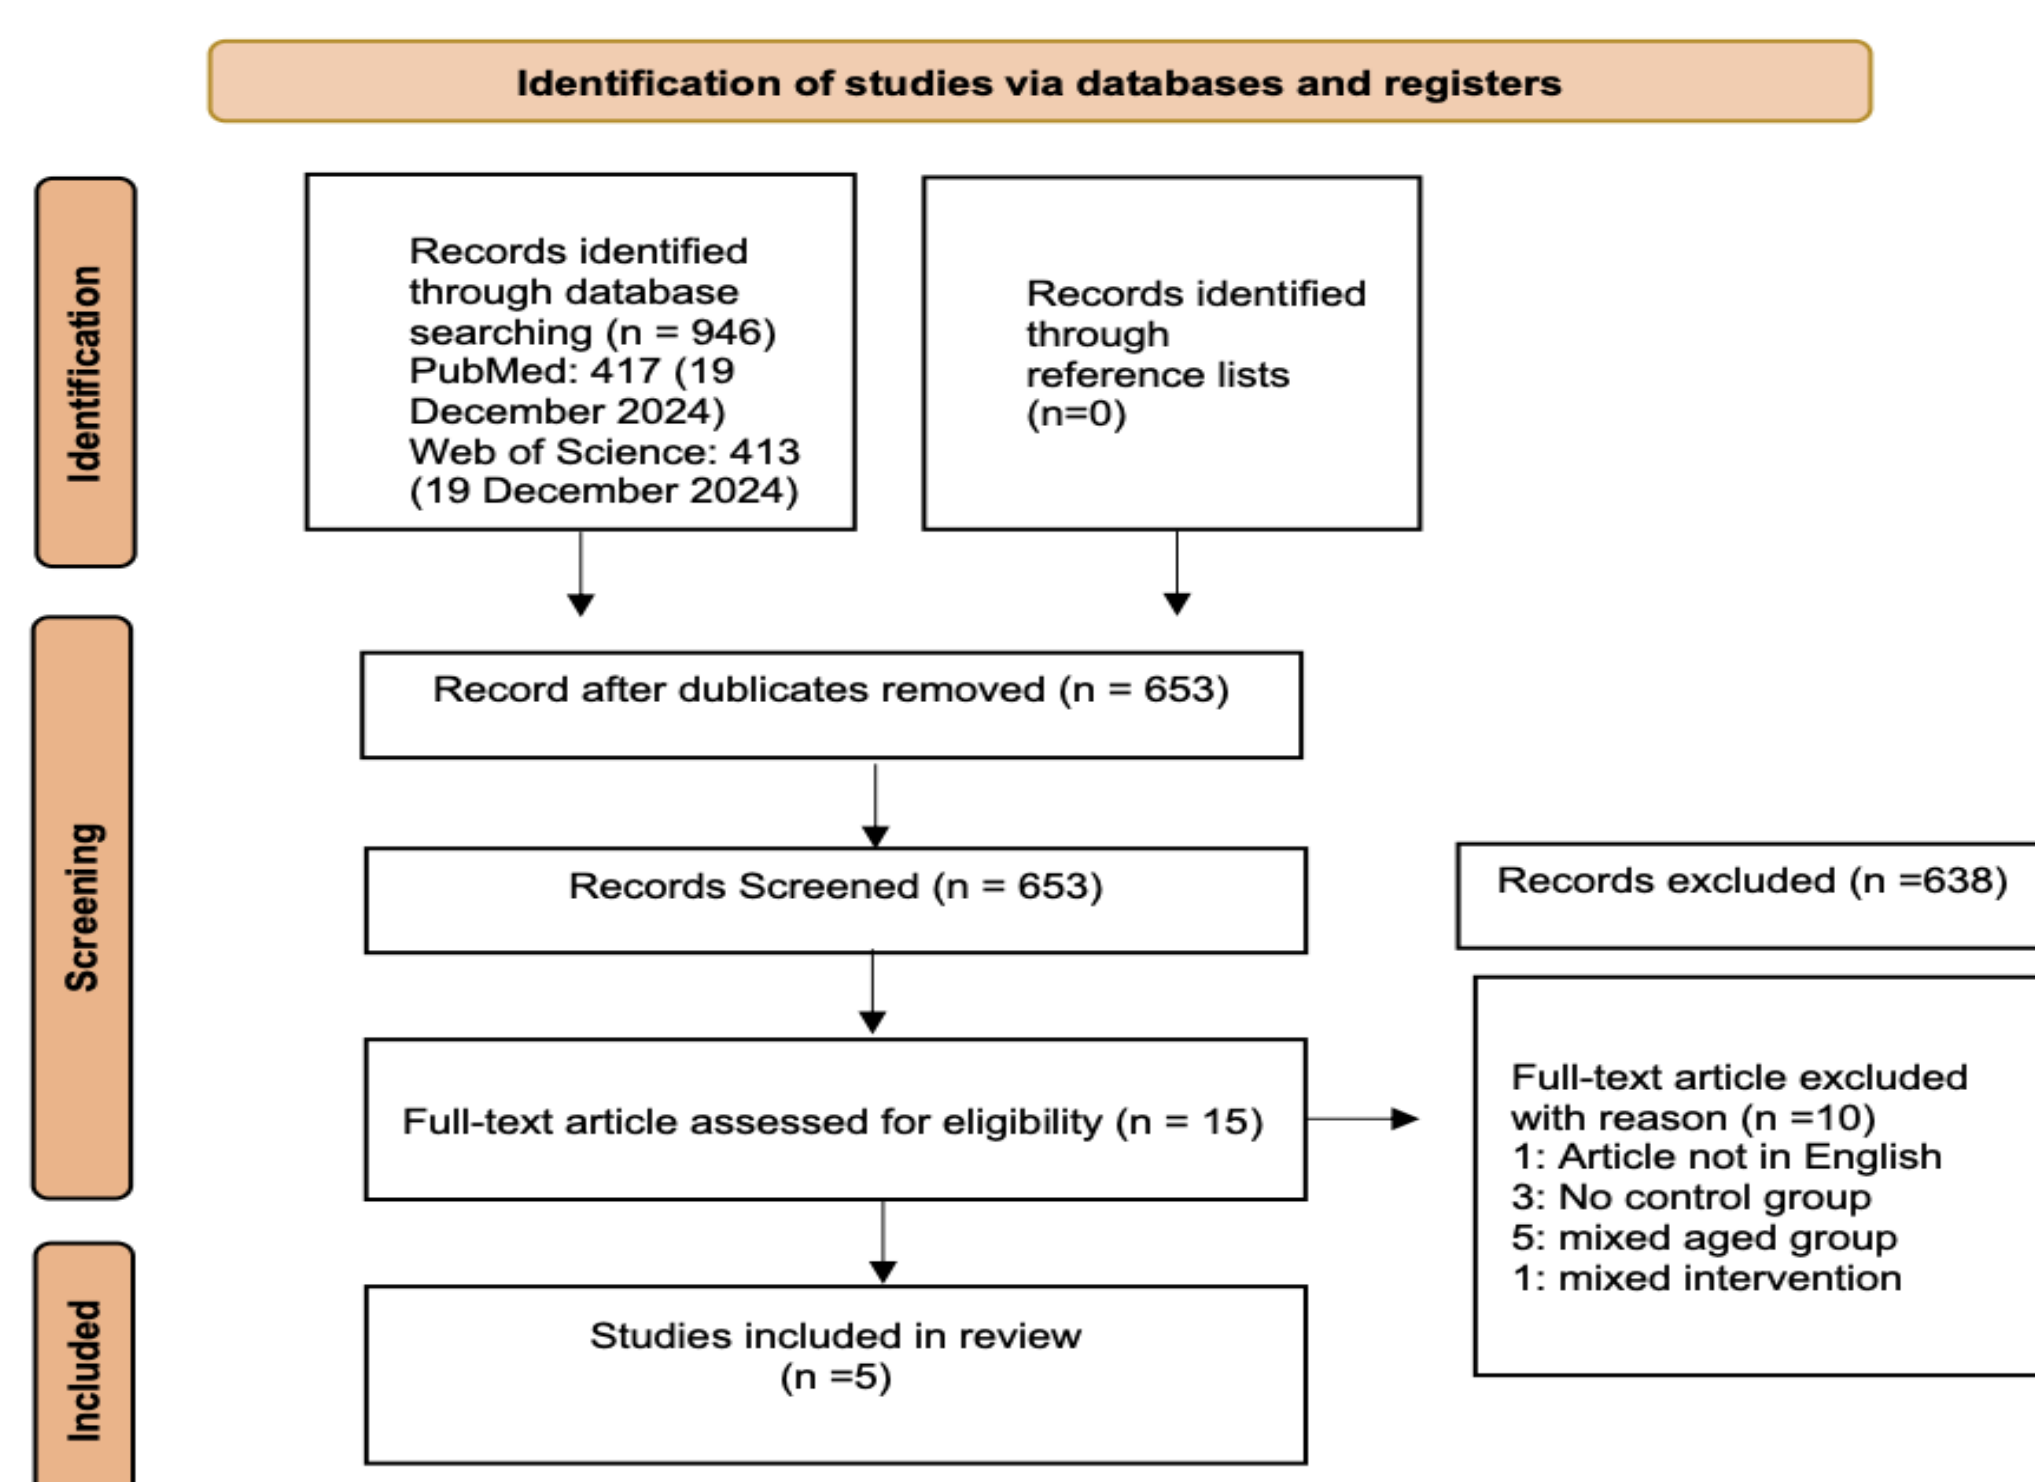 Identification of studies via databases and registers
Identification
Records identified
through database
searching (n = 946)
PubMed: 417 (19
December 2024)
Web of Science: 413
(19 December 2024)
Records identified
through
reference lists
(n=0)
Screening
Record after dublicates removed (n = 653)
Records Screened (n = 653)
Records excluded (n =638)
Full-text article assessed for eligibility (n = 15)
Full-text article excluded
with reason (n =10)
1: Article not in English
3: No control group
5: mixed aged group
1: mixed intervention
Included
Studies included in review
(n =5)